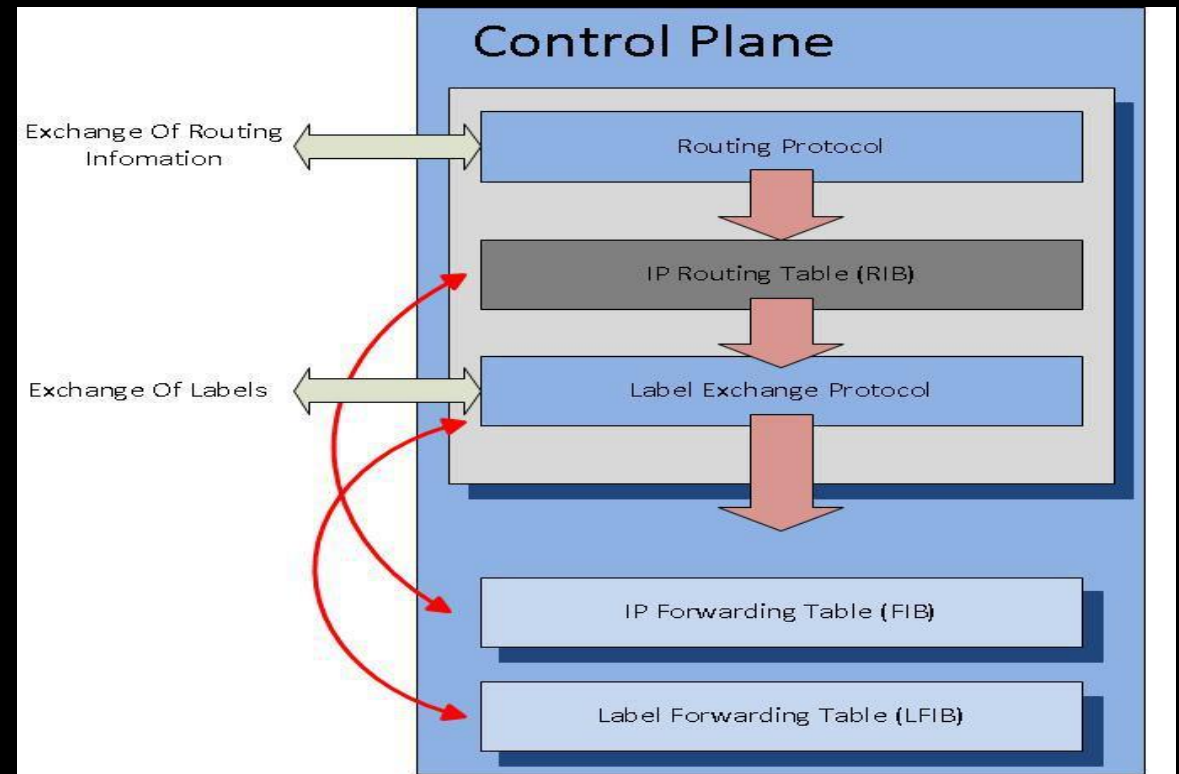 Control Plane
Exchange Of Routing
Infomation
Routing Protocol
IP Routing Table (RIB)
Exchange Of Labels
Label Exchange Protocol
IP Forwarding Table (FIB)
Label Forwarding Table (LFIB)